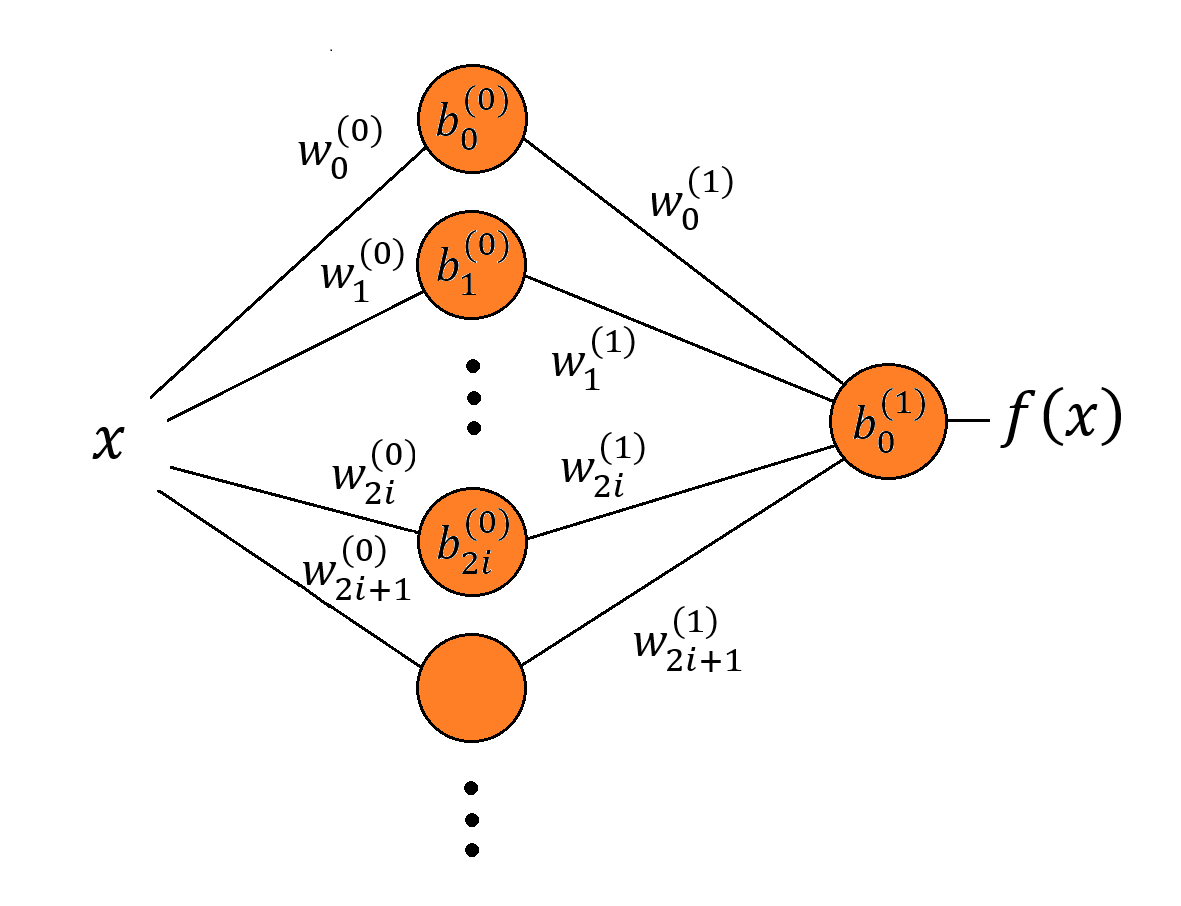 w_0^{(0)}
b_0^{(0)}
w_0^{(1)}
w_1^{(0)}
b_1^{(0)}
w_1^{(1)}
x
b_0^{(1)}
f(x)
w_{2i}^{(0)}
w_{2i}^{(1)}
b_{2i}^{(0)}
w_{2i+1}^{(0)}
w_{2i+1}^{(1)}